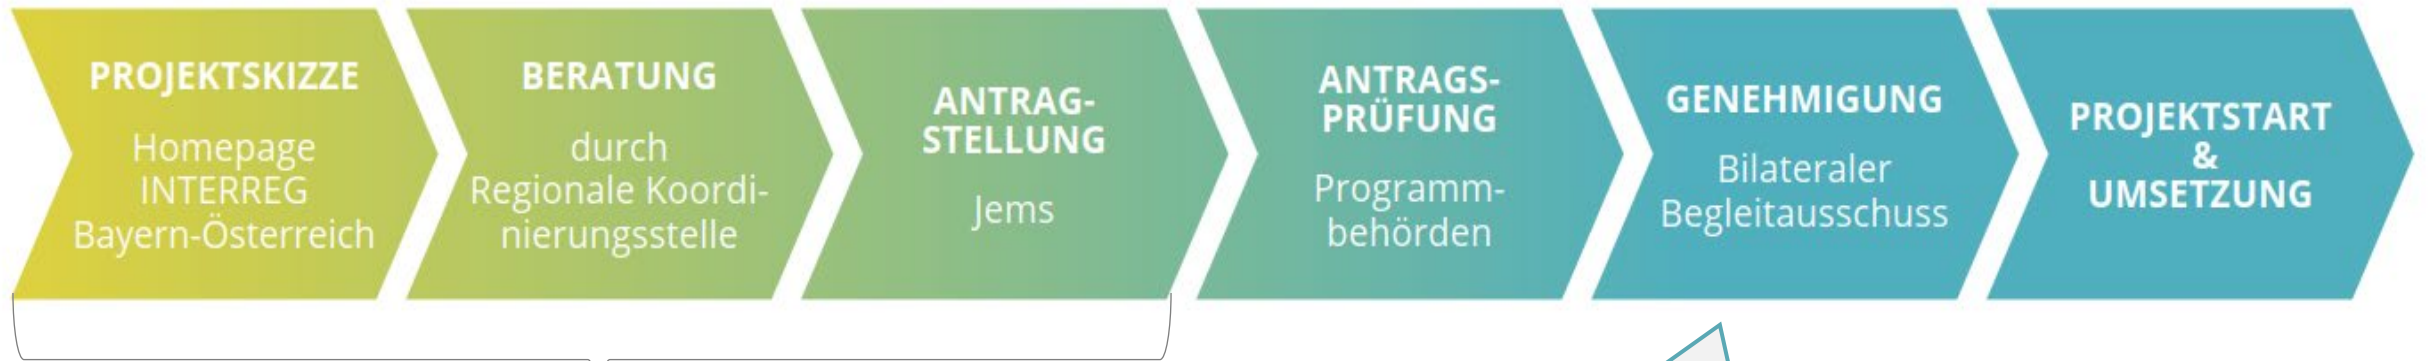 PROJEKTSKIZZE
Homepage
INTERREG
Bayern-Österreich
BERATUNG
durch
Regionale Koordi-
nierungsstelle
ANTRAG-
STELLUNG
Jems
ANTRAGS-
PRÜFUNG
Programm-
behörden
GENEHMIGUNG
Bilateraler
Begleitausschuss
PROJEKTSTART
&
UMSETZUNG